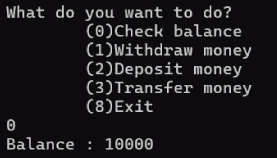 What do you want to do?
(0)Check balance
(1)Withdraw money
(2)Deposit money
(3)Transfer money
(8)Exit
0
Balance : 10000